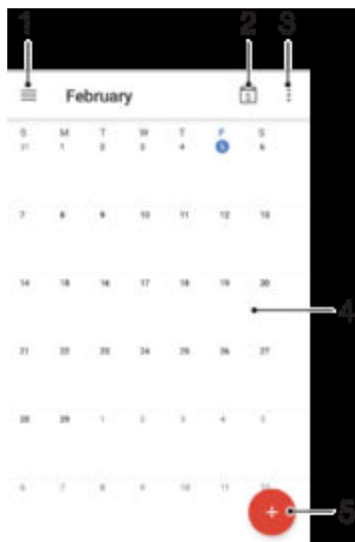 1 2 3
February 5
S M T W T F S
31 1 2 3 4 5 6
7 8 9 10 11 12 13
14 15 16 17 18 19 20
4
21 22 23 24 25 26 27
28 29 1 2 3 4 5
6 7 8 9 10 11 12
+ 5